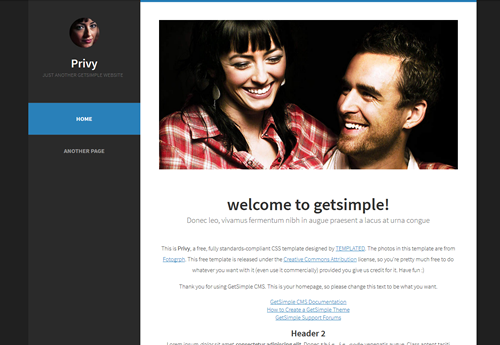 Privy
JUST ANOTHER GETSIMPLE WEBSITE
HOME
ANOTHER PAGE
welcome to getsimple!
Donec leo, vivamus fermentum nibh in augue praesent a lacus at urna congue
This is Privy, a free, fully standards-compliant CSS template designed by TEMPLATED. The photos in this template are from
Fotogrph. This free template is released under the Creative Commons Attribution license, so you're pretty much free to do
whatever you want with it (even use it commercially) provided you give us credit for it. Have fun :)
Thank you for using GetSimple CMS. This is your homepage, so please change this text to be what you want.
GetSimple CMS Documentation
How to Create a GetSimple Theme
GetSimple Support Forums
Header 2